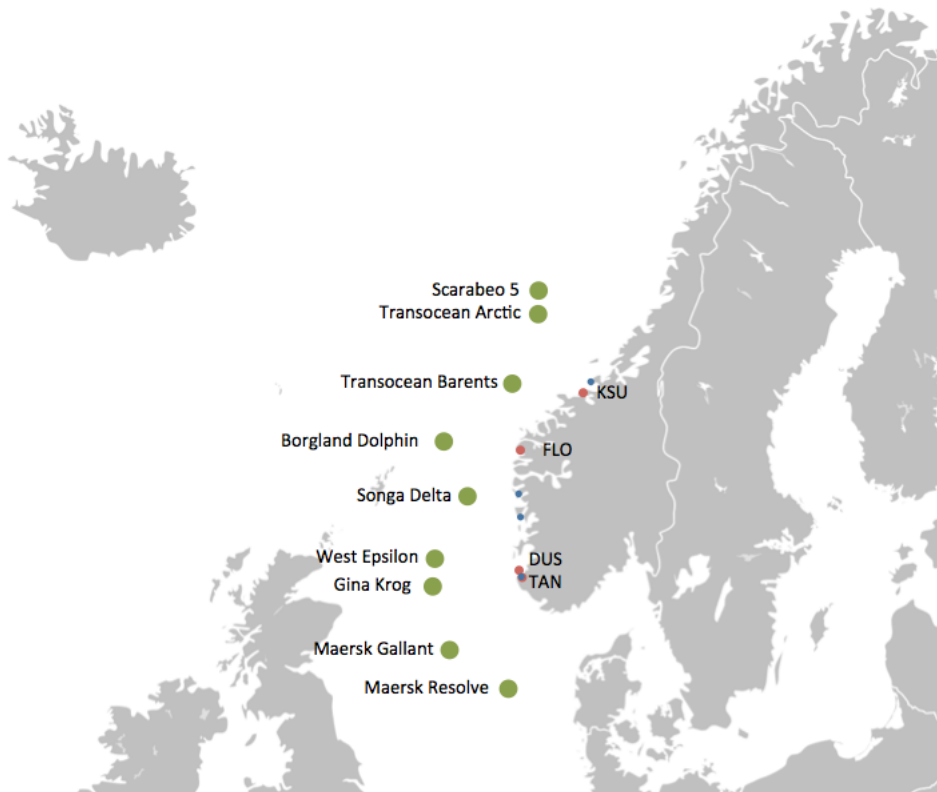 Scarabeo 5
Transocean Arctic
Transocean Barents
KSU
Borgland Dolphin
FLO
Songa Delta
West Epsilon
DUS
Gina Krog
TAN
Maersk Gallant
Maersk Resolve